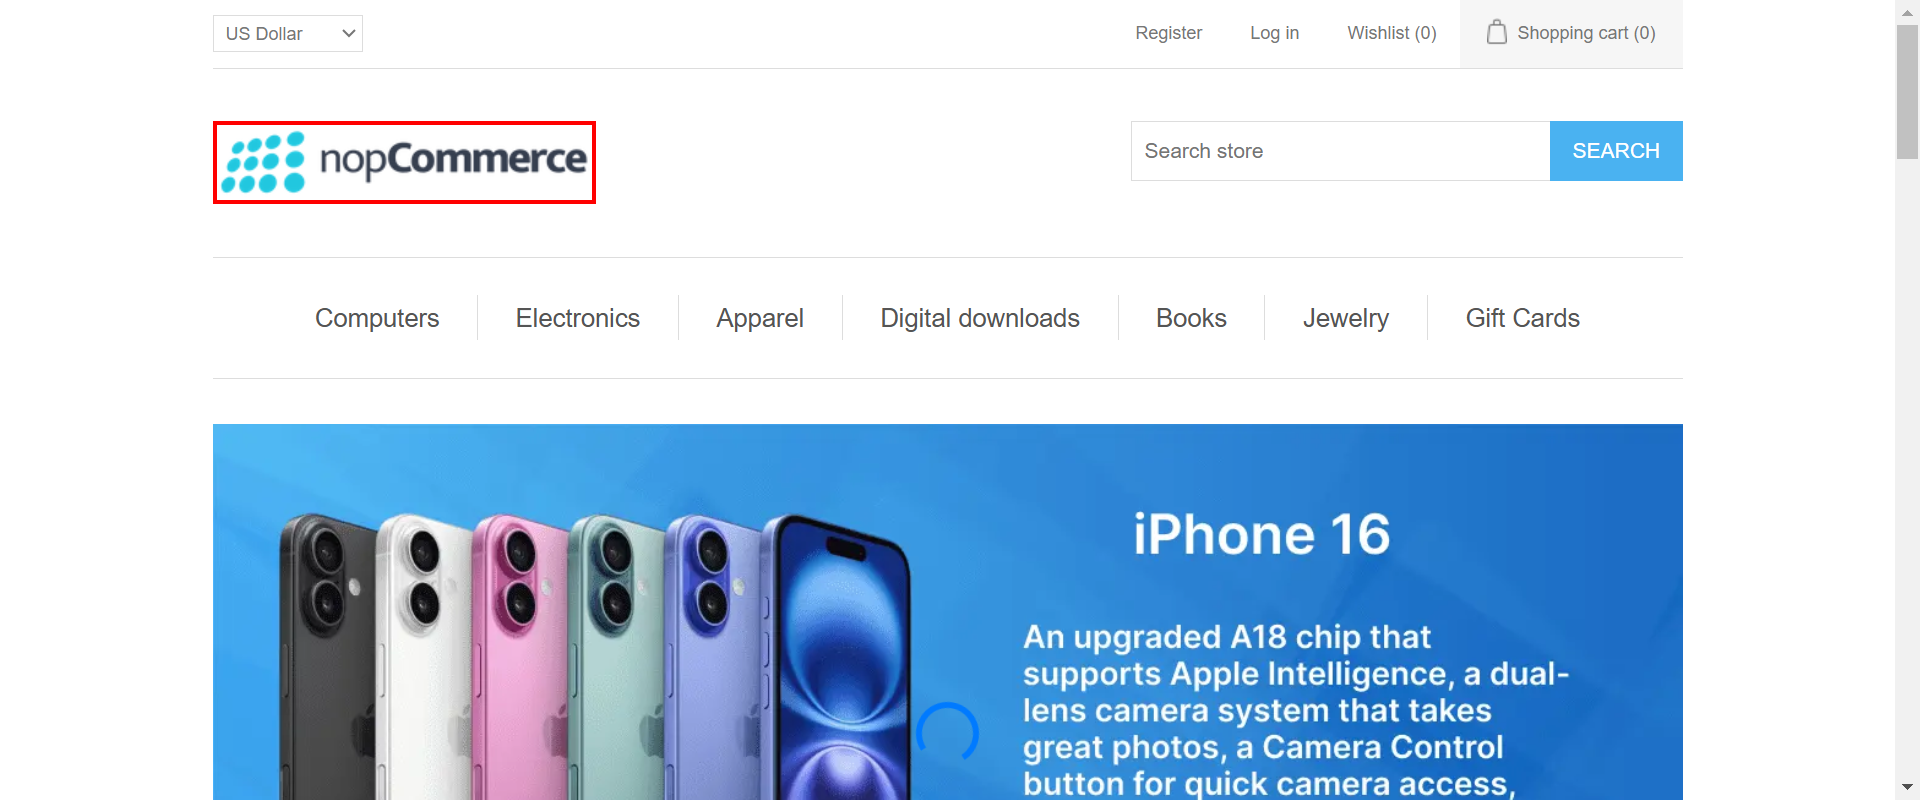 US Dollar
Register
Log in
Wishlist (0)
Shopping cart (0)
nopCommerce
Search store
SEARCH
Computers
Electronics
Apparel
Digital downloads
Books
Jewelry
Gift Cards
iPhone 16
An upgraded A18 chip that
supports Apple Intelligence, a dual-
lens camera system that takes
great photos, a Camera Control
button for quick camera access,